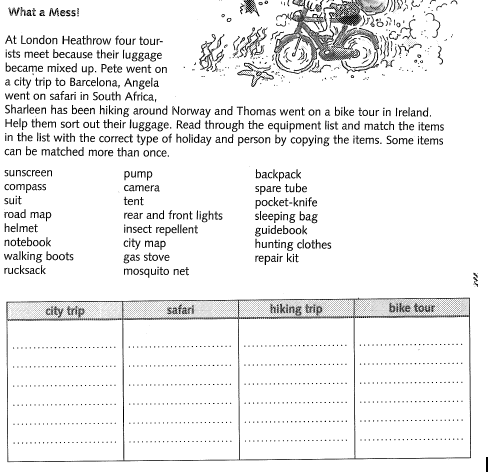 What a Mess!
At London Heathrow four tour-
ists meet because their luggage
became mixed up. Pete went on
a city trip to Barcelona, Angela
went on safari in South Africa,
Sharleen has been hiking around Norway and Thomas went on a bike tour in Ireland.
Help them sort out their luggage. Read through the equipment list and match the items
in the list with the correct type of holiday and person by copying the items. Some items
can be matched more than once.
sunscreen
compass
suit
road map
helmet
notebook
walking boots
rucksack
pump
camera
tent
rear and front lights
insect repellent
city map
gas stove
mosquito net
backpack
spare tube
pocket-knife
sleeping bag
guidebook
hunting clothes
repair kit
city trip safari hiking trip bike tour